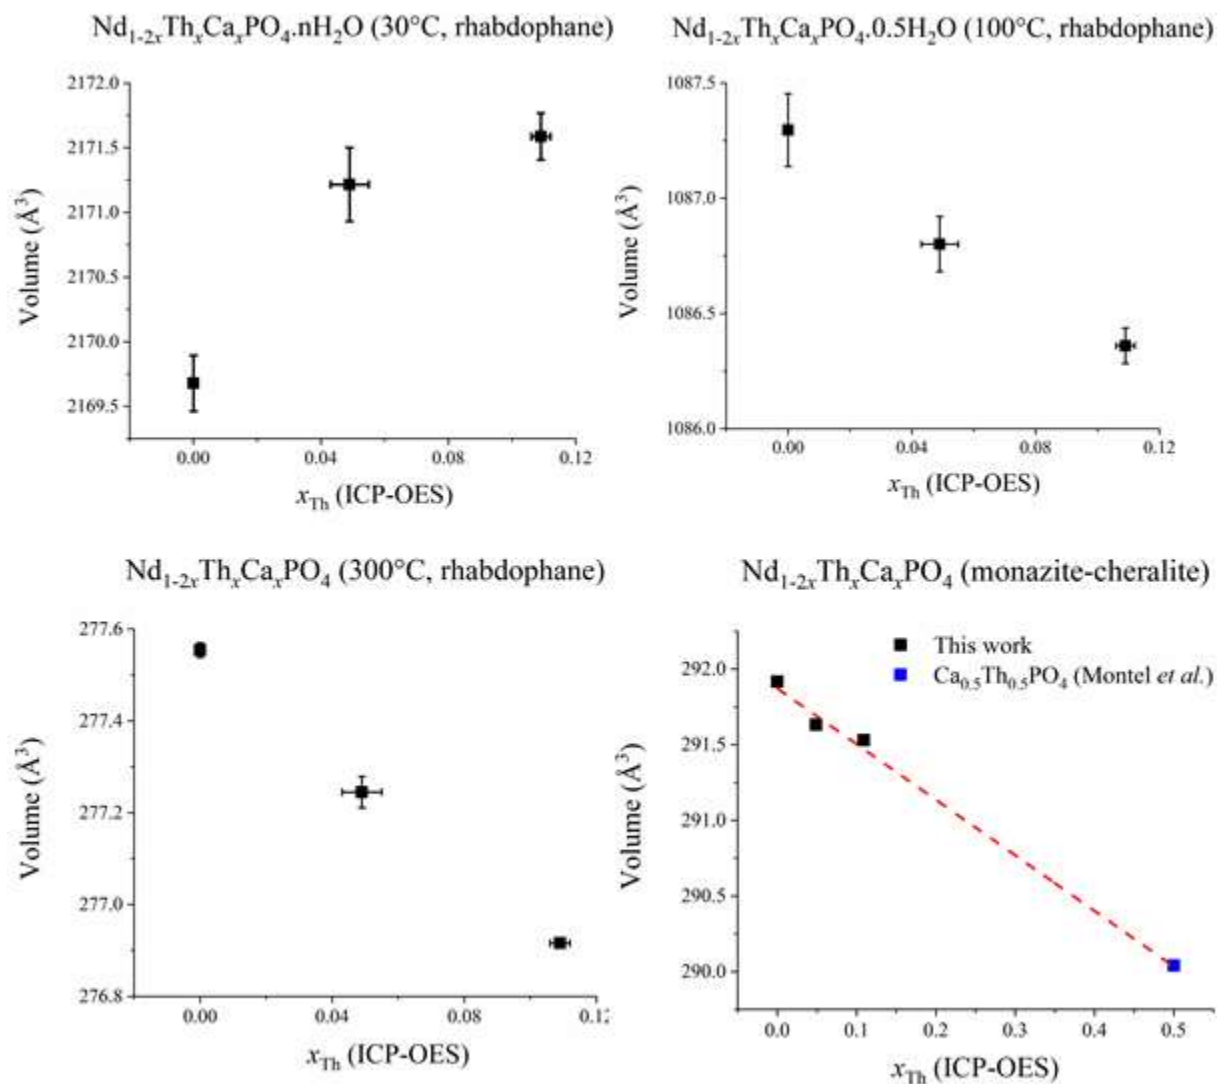 Nd₁₋₂ₓThₓCaₓPO₄.nH₂O (30°C, rhabdophane)
2172.0
2171.5
2171.0
2170.5
2170.0
2169.5
Volume (Å³)
0.00
0.04
0.08
0.12
x_Th (ICP-OES)
Nd₁₋₂ₓThₓCaₓPO₄.0.5H₂O (100°C, rhabdophane)
1087.5
1087.0
1086.5
1086.0
Volume (Å³)
0.00
0.04
0.08
0.12
x_Th (ICP-OES)
Nd₁₋₂ₓThₓCaₓPO₄ (300°C, rhabdophane)
277.6
277.4
277.2
277.0
276.8
Volume (Å³)
0.00
0.04
0.08
0.12
x_Th (ICP-OES)
Nd₁₋₂ₓThₓCaₓPO₄ (monazite-cheralite)
This work
Ca₀.₅Th₀.₅PO₄ (Montel et al.)
292.0
291.5
291.0
290.5
290.0
Volume (Å³)
0.0
0.1
0.2
0.3
0.4
0.5
x_Th (ICP-OES)